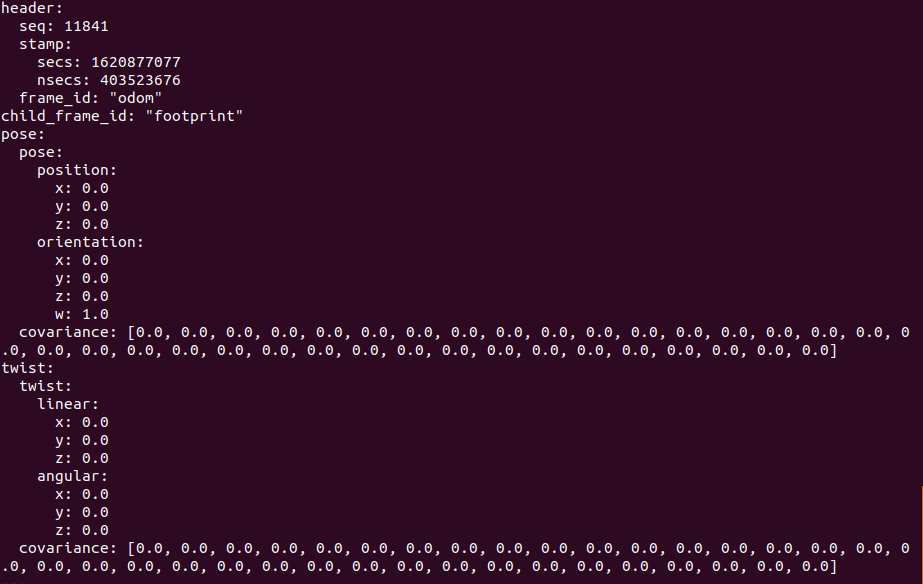 header:
  seq: 11841
  stamp:
    secs: 1620877077
    nsecs: 403523676
  frame_id: "odom"
child_frame_id: "footprint"
pose:
  pose:
    position:
      x: 0.0
      y: 0.0
      z: 0.0
    orientation:
      x: 0.0
      y: 0.0
      z: 0.0
      w: 1.0
  covariance: [0.0, 0.0, 0.0, 0.0, 0.0, 0.0, 0.0, 0.0, 0.0, 0.0, 0.0, 0.0, 0.0, 0.0, 0.0, 0.0, 0.0, 0
.0, 0.0, 0.0, 0.0, 0.0, 0.0, 0.0, 0.0, 0.0, 0.0, 0.0, 0.0, 0.0, 0.0, 0.0, 0.0, 0.0, 0.0, 0.0]
twist:
  twist:
    linear:
      x: 0.0
      y: 0.0
      z: 0.0
    angular:
      x: 0.0
      y: 0.0
      z: 0.0
  covariance: [0.0, 0.0, 0.0, 0.0, 0.0, 0.0, 0.0, 0.0, 0.0, 0.0, 0.0, 0.0, 0.0, 0.0, 0.0, 0.0, 0.0, 0
.0, 0.0, 0.0, 0.0, 0.0, 0.0, 0.0, 0.0, 0.0, 0.0, 0.0, 0.0, 0.0, 0.0, 0.0, 0.0, 0.0, 0.0, 0.0]